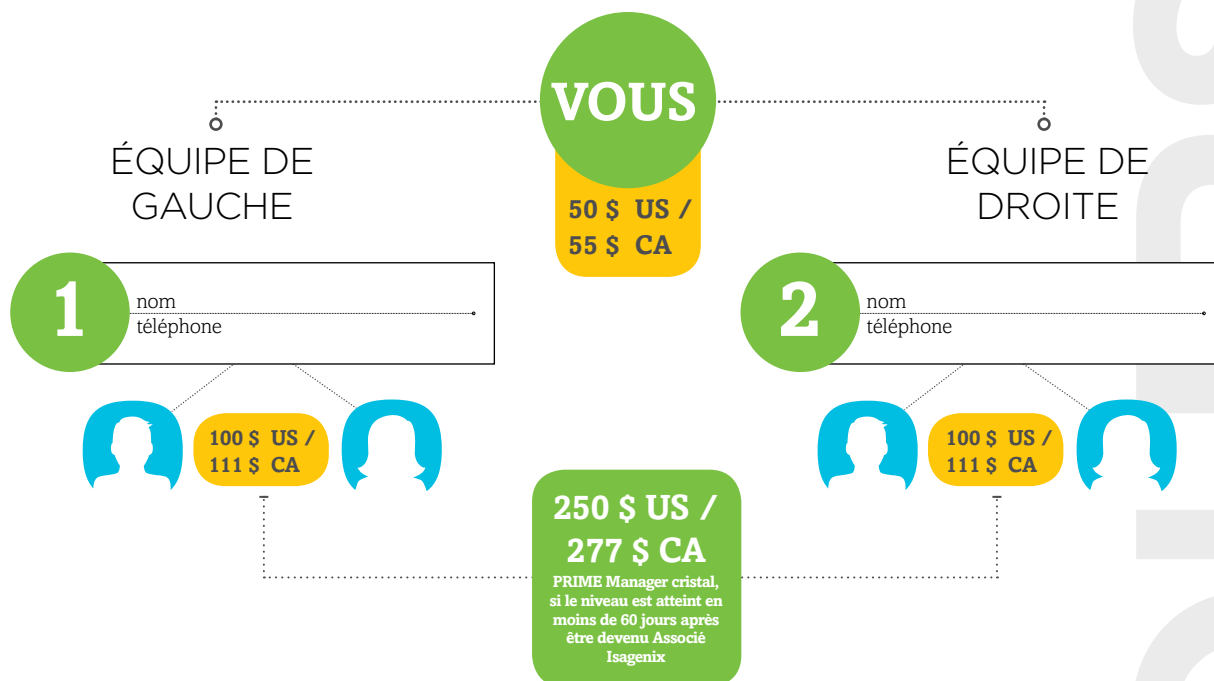 VOUS
50 $ US /
55 $ CA
ÉQUIPE DE
GAUCHE
ÉQUIPE DE
DROITE
1
nom
téléphone
2
nom
téléphone
100 $ US /
111 $ CA
100 $ US /
111 $ CA
250 $ US /
277 $ CA
PRIME Manager cristal,
si le niveau est atteint en
moins de 60 jours après
être devenu Associé
Isagenix